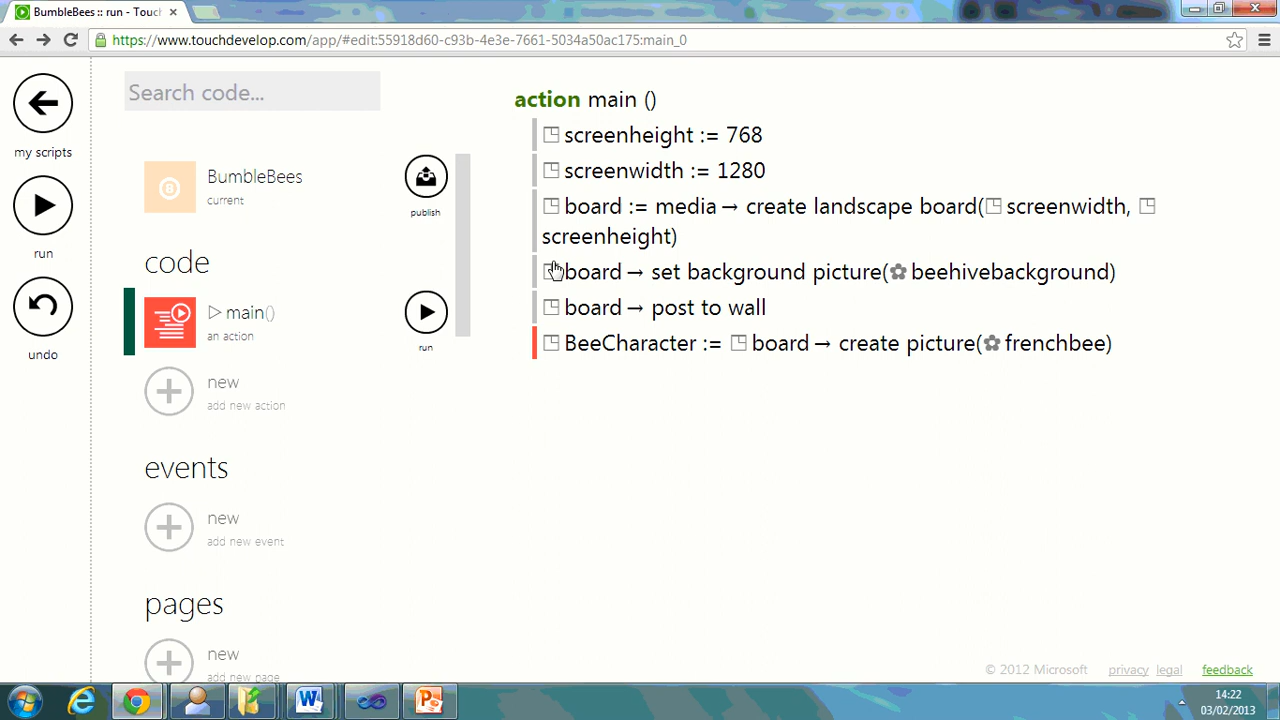 BumbleBees :: run - Touch
https://www.touchdevelop.com/app/#edit:55918d60-c93b-4e3e-7661-5034a50ac175:main_0
my scripts
run
undo
Search code...
BumbleBees
current
publish
code
main()
an action
run
new
add new action
events
new
add new event
pages
new
add new page
action main ()
screenheight := 768
screenwidth := 1280
board := media → create landscape board( screenwidth,
screenheight)
board → set background picture( beehivebackground)
board → post to wall
BeeCharacter := board → create picture( frenchbee)
© 2012 Microsoft privacy legal feedback
14:22
03/02/2013